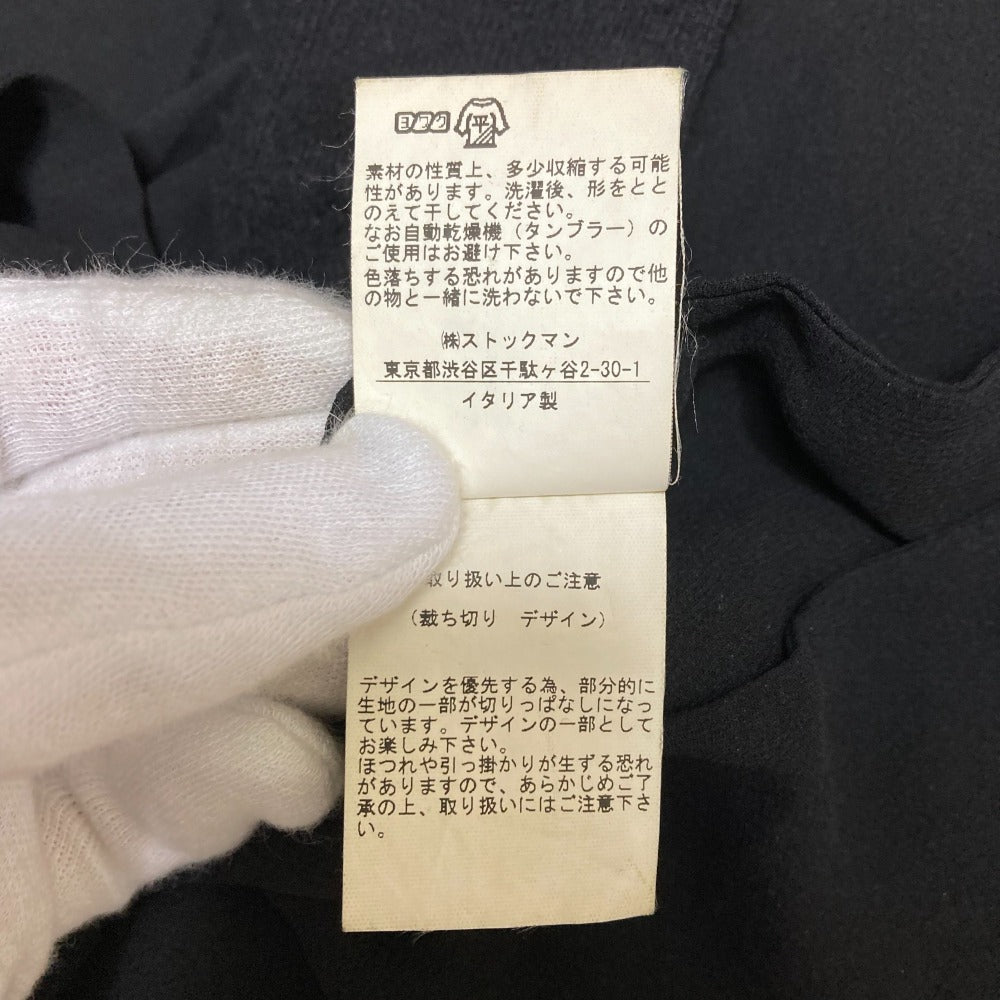 ヨワク 平
素材の性質上、多少収縮する可能
性があります。洗濯後、形をとと
のえて干してください。
なお自動乾燥機（タンブラー）の
ご使用はお避け下さい。
色落ちする恐れがありますので他
の物と一緒に洗わないで下さい。
㈱ストックマン
東京都渋谷区千駄ヶ谷2-30-1
イタリア製
取り扱い上のご注意
(裁ち切り　デザイン)
デザインを優先する為、部分的に
生地の一部が切りっぱなしになっ
ています。デザインの一部として
お楽しみ下さい。
ほつれや引っ掛かりが生ずる恐れ
がありますので、あらかじめご了
承の上、取り扱いにはご注意下さ
い。